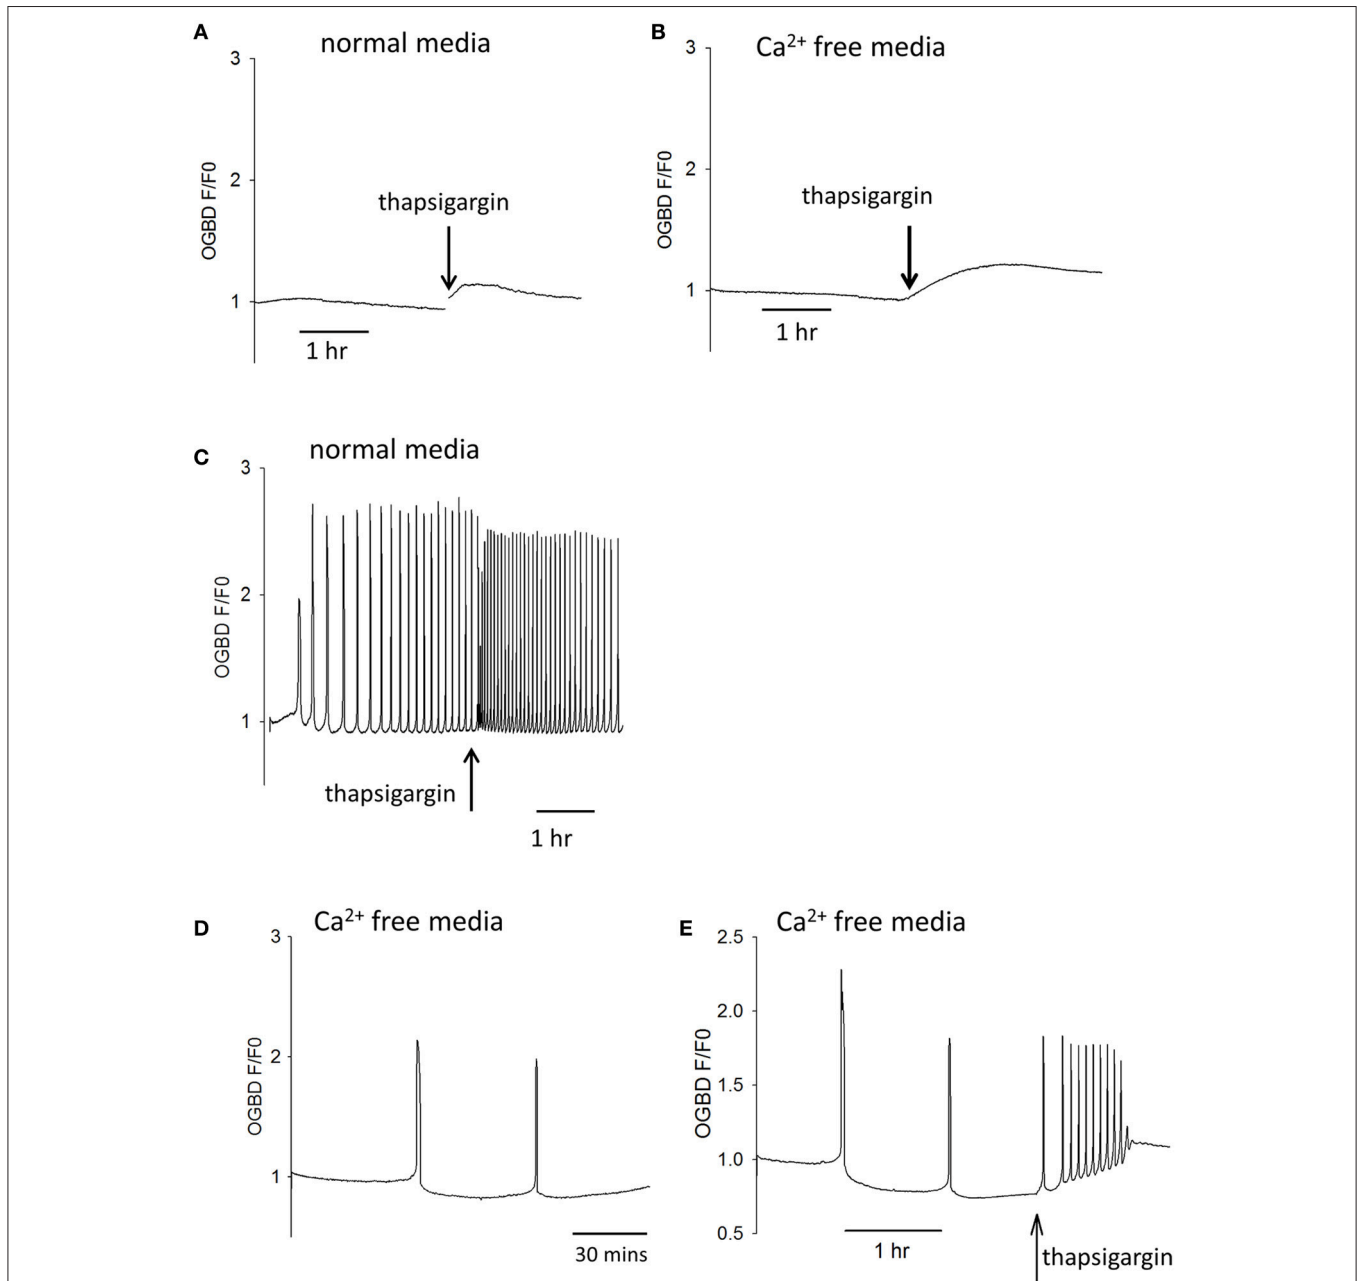 A
normal media
3
2
1
OGBD F/F0
thapsigargin
1 hr
B
Ca²⁺ free media
3
2
1
OGBD F/F0
thapsigargin
1 hr
C
normal media
3
2
1
OGBD F/F0
thapsigargin
1 hr
D
Ca²⁺ free media
3
2
1
OGBD F/F0
30 mins
E
Ca²⁺ free media
2.5
2.0
1.5
1.0
0.5
OGBD F/F0
1 hr
thapsigargin